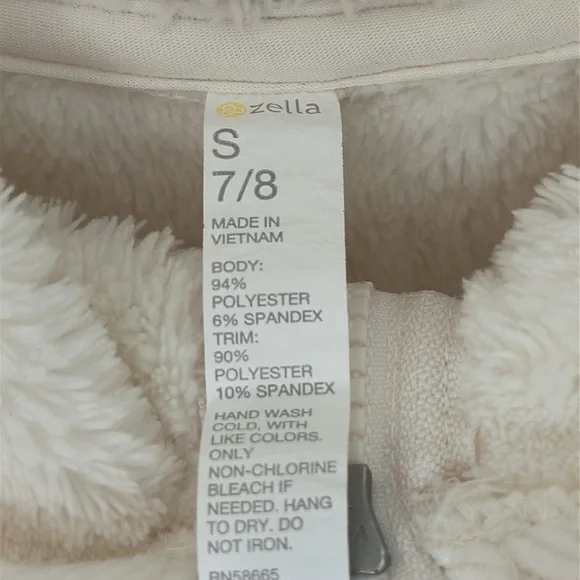 zella
S
7/8
MADE IN
VIETNAM
BODY:
94%
POLYESTER
6% SPANDEX
TRIM:
90%
POLYESTER
10% SPANDEX
HAND WASH
COLD, WITH
LIKE COLORS.
ONLY
NON-CHLORINE
BLEACH IF
NEEDED. HANG
TO DRY. DO
NOT IRON.
RN58665